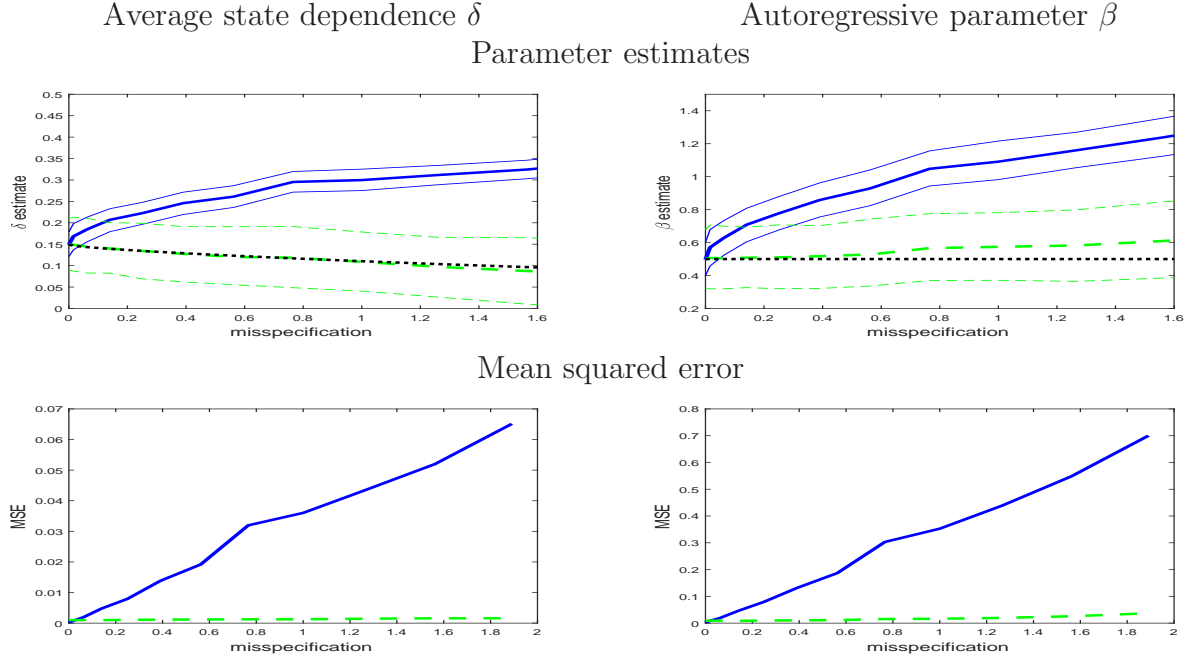 Average state dependence δ
Autoregressive parameter β
Parameter estimates
0.5
0.45
0.4
0.35
0.3
0.25
0.2
0.15
0.1
0.05
0
δ estimate
0 0.2 0.4 0.6 0.8 1 1.2 1.4 1.6
misspecification
1.4
1.2
1
0.8
0.6
0.4
0.2
β estimate
0 0.2 0.4 0.6 0.8 1 1.2 1.4 1.6
misspecification
Mean squared error
0.07
0.06
0.05
0.04
0.03
0.02
0.01
0
MSE
0 0.2 0.4 0.6 0.8 1 1.2 1.4 1.6 1.8 2
misspecification
0.8
0.7
0.6
0.5
0.4
0.3
0.2
0.1
0
MSE
0 0.2 0.4 0.6 0.8 1 1.2 1.4 1.6 1.8 2
misspecification